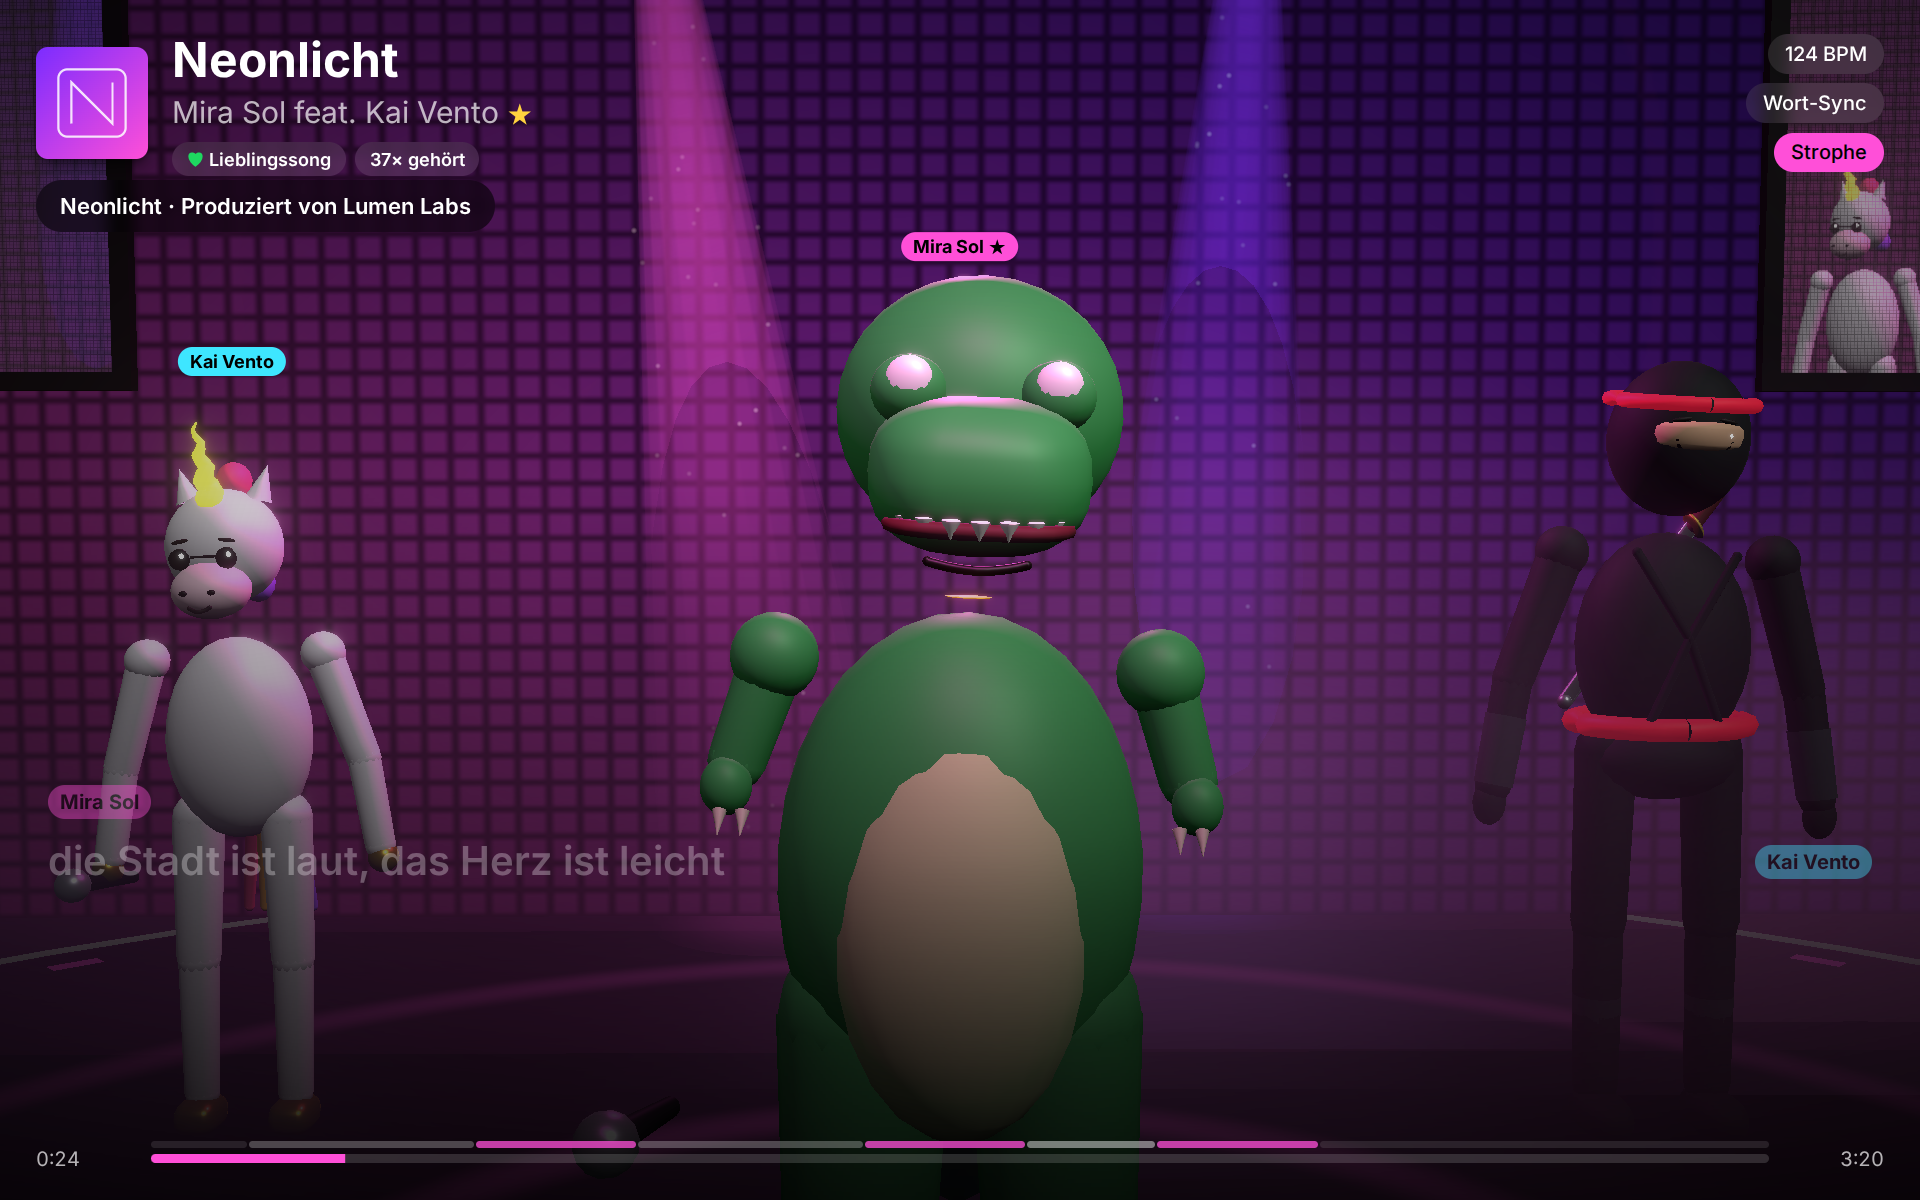 Neonlicht
Mira Sol feat. Kai Vento ★
Lieblingssong
37× gehört
Neonlicht · Produziert von Lumen Labs
124 BPM
Wort-Sync
Strophe
Mira Sol ★
Kai Vento
Mira Sol
die Stadt ist laut, das Herz ist leicht
Kai Vento
0:24
3:20